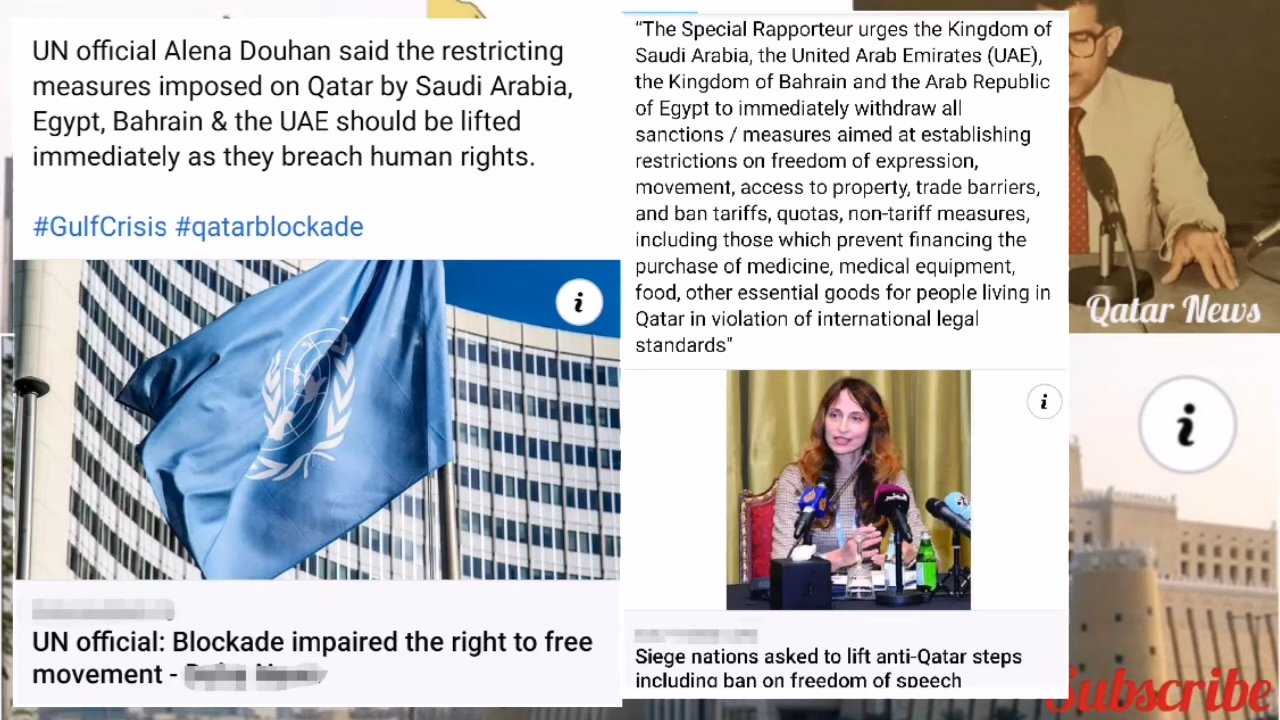 UN official Alena Douhan said the restricting
measures imposed on Qatar by Saudi Arabia,
Egypt, Bahrain & the UAE should be lifted
immediately as they breach human rights.
#GulfCrisis #qatarblockade
i
UN official: Blockade impaired the right to free
movement -
“The Special Rapporteur urges the Kingdom of
Saudi Arabia, the United Arab Emirates (UAE),
the Kingdom of Bahrain and the Arab Republic
of Egypt to immediately withdraw all
sanctions / measures aimed at establishing
restrictions on freedom of expression,
movement, access to property, trade barriers,
and ban tariffs, quotas, non-tariff measures,
including those which prevent financing the
purchase of medicine, medical equipment,
food, other essential goods for people living in
Qatar in violation of international legal
standards"
i
Siege nations asked to lift anti-Qatar steps
including ban on freedom of speech
Qatar News
i
Subscribe